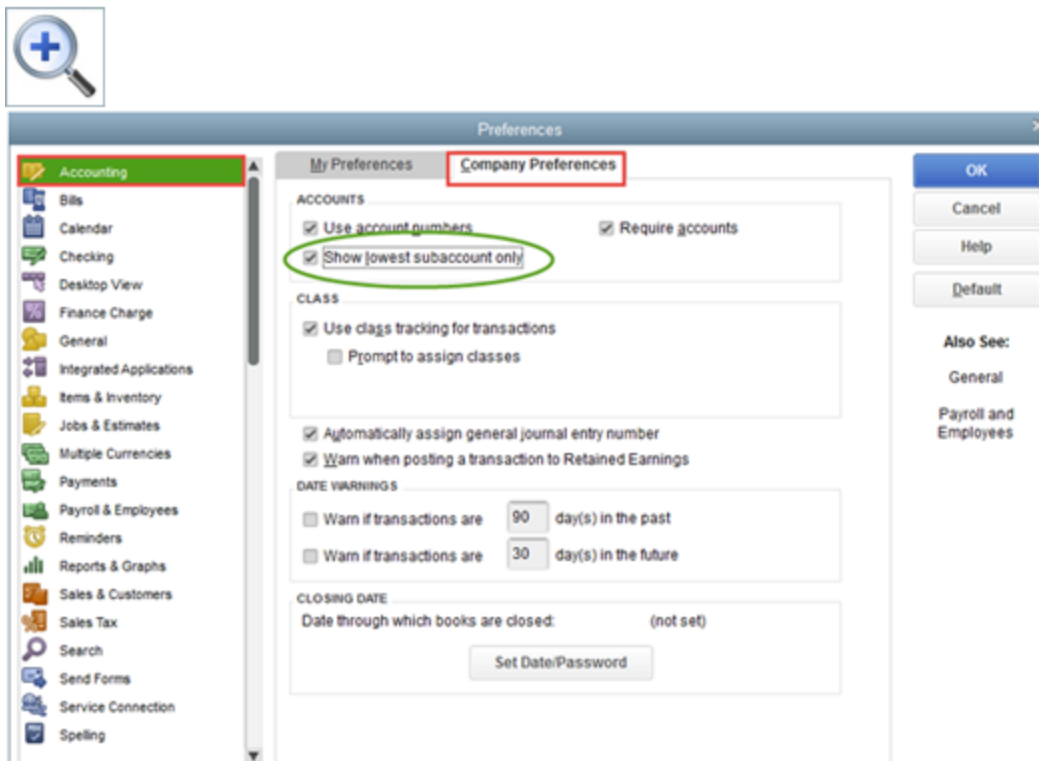 Preferences
Accounting
Bills
Calendar
Checking
Desktop View
Finance Charge
General
Integrated Applications
Items & Inventory
Jobs & Estimates
Multiple Currencies
Payments
Payroll & Employees
Reminders
Reports & Graphs
Sales & Customers
Sales Tax
Search
Send Forms
Service Connection
Spelling
My Preferences
Company Preferences
ACCOUNTS
Use account numbers
Require accounts
Show lowest subaccount only
CLASS
Use class tracking for transactions
Prompt to assign classes
Automatically assign general journal entry number
Warn when posting a transaction to Retained Earnings
DATE WARNINGS
Warn if transactions are 90 day(s) in the past
Warn if transactions are 30 day(s) in the future
CLOSING DATE
Date through which books are closed: (not set)
Set Date/Password
OK
Cancel
Help
Default
Also See:
General
Payroll and
Employees